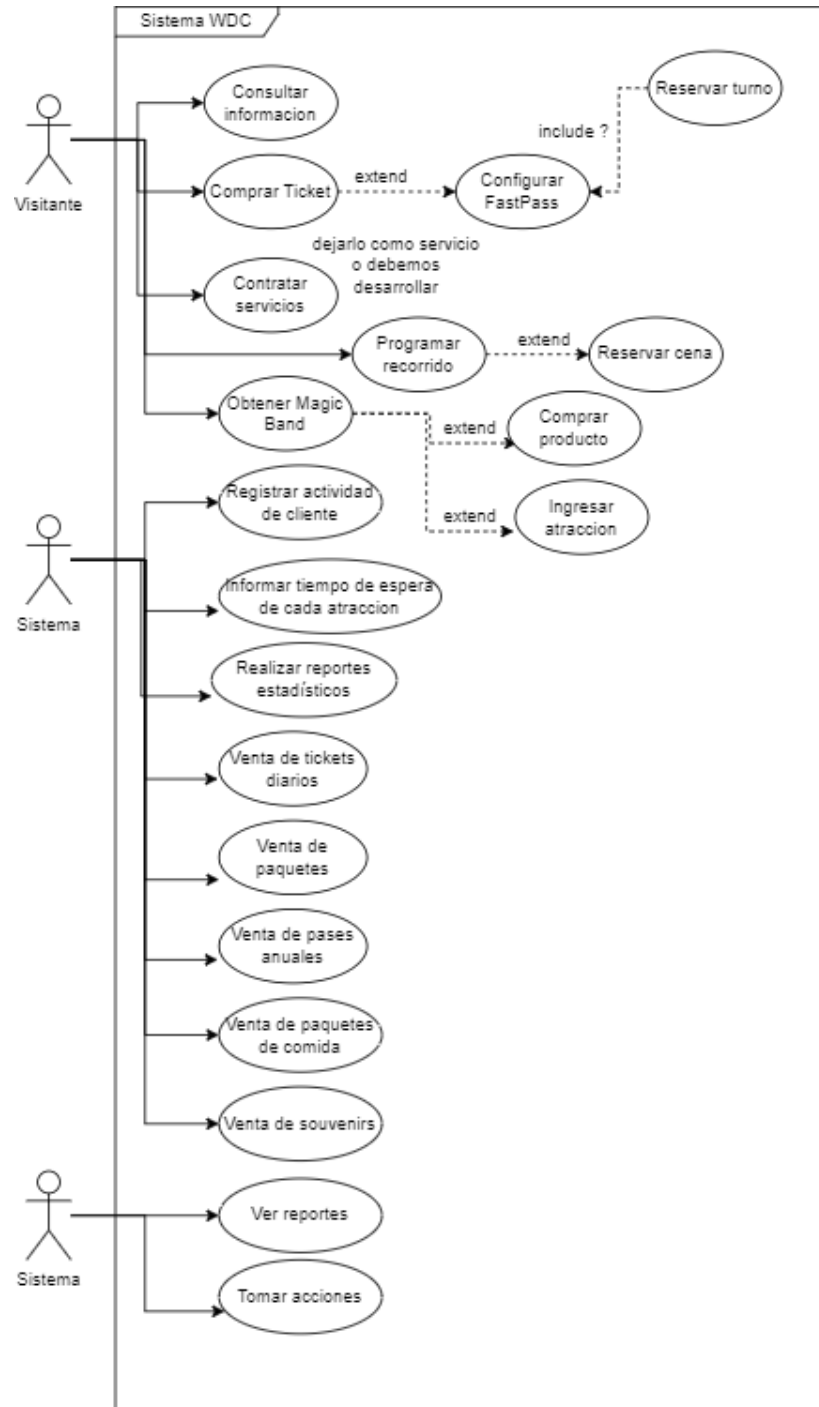 Sistema WDC
Consultar
informacion
Reservar turno
include ?
Visitante
Comprar Ticket
extend
Configurar
FastPass
dejarlo como servicio
o debemos
desarrollar
Contratar
servicios
Programar
recorrido
extend
Reservar cena
Obtener Magic
Band
extend
Comprar
producto
Registrar actividad
de cliente
extend
Ingresar
atraccion
Sistema
Informar tiempo de espera
de cada atraccion
Realizar reportes
estadísticos
Venta de tickets
diarios
Venta de
paquetes
Venta de pases
anuales
Venta de paquetes
de comida
Venta de souvenirs
Sistema
Ver reportes
Tomar acciones